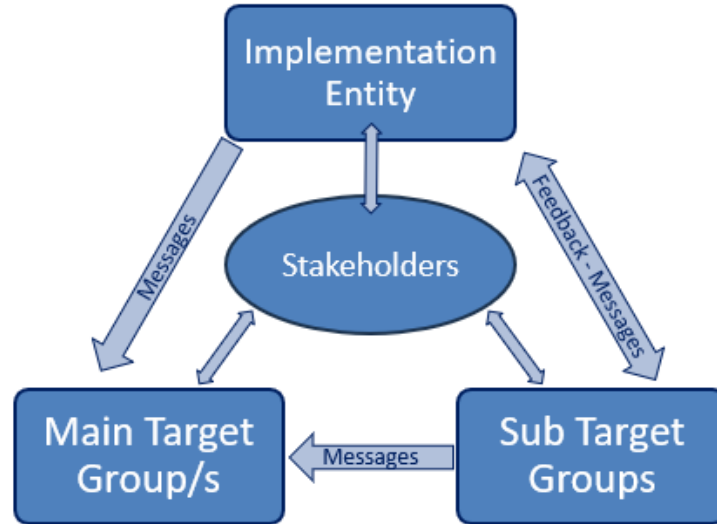 Implementation
Entity
Messages
Feedback - Messages
Stakeholders
Main Target
Group/s
Messages
Sub Target
Groups